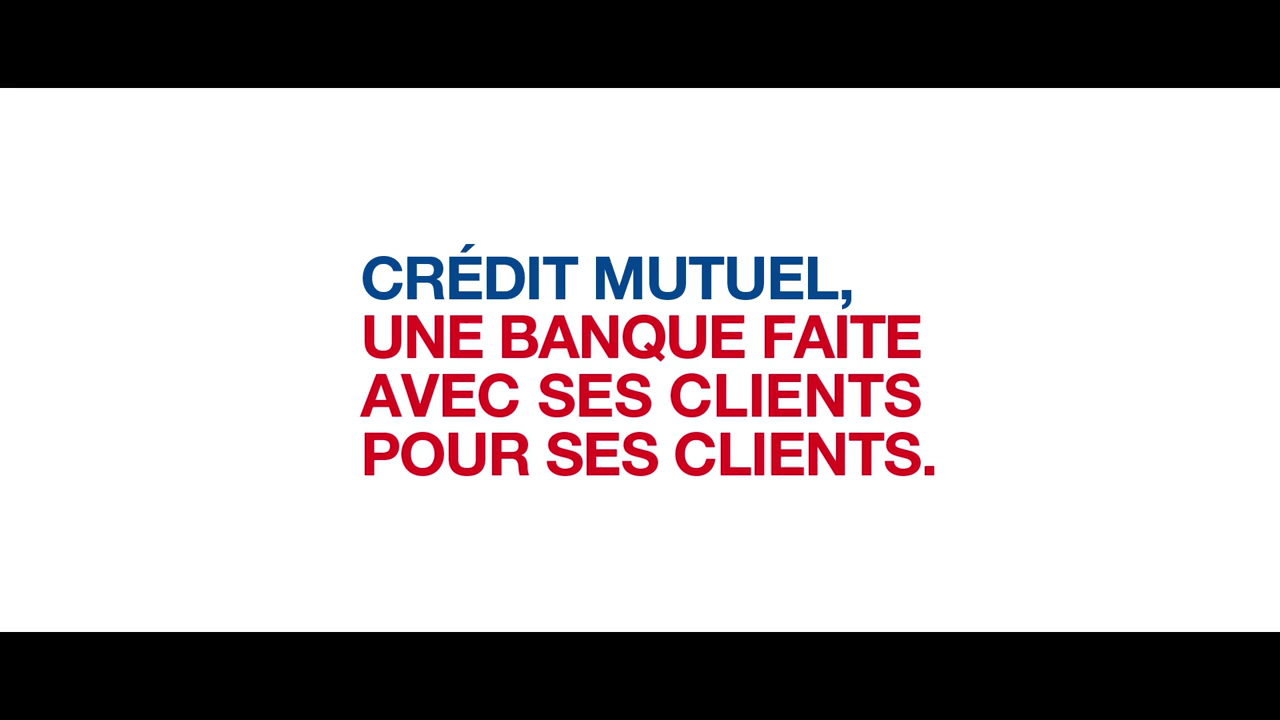 CRÉDIT MUTUEL,
UNE BANQUE FAITE
AVEC SES CLIENTS
POUR SES CLIENTS.